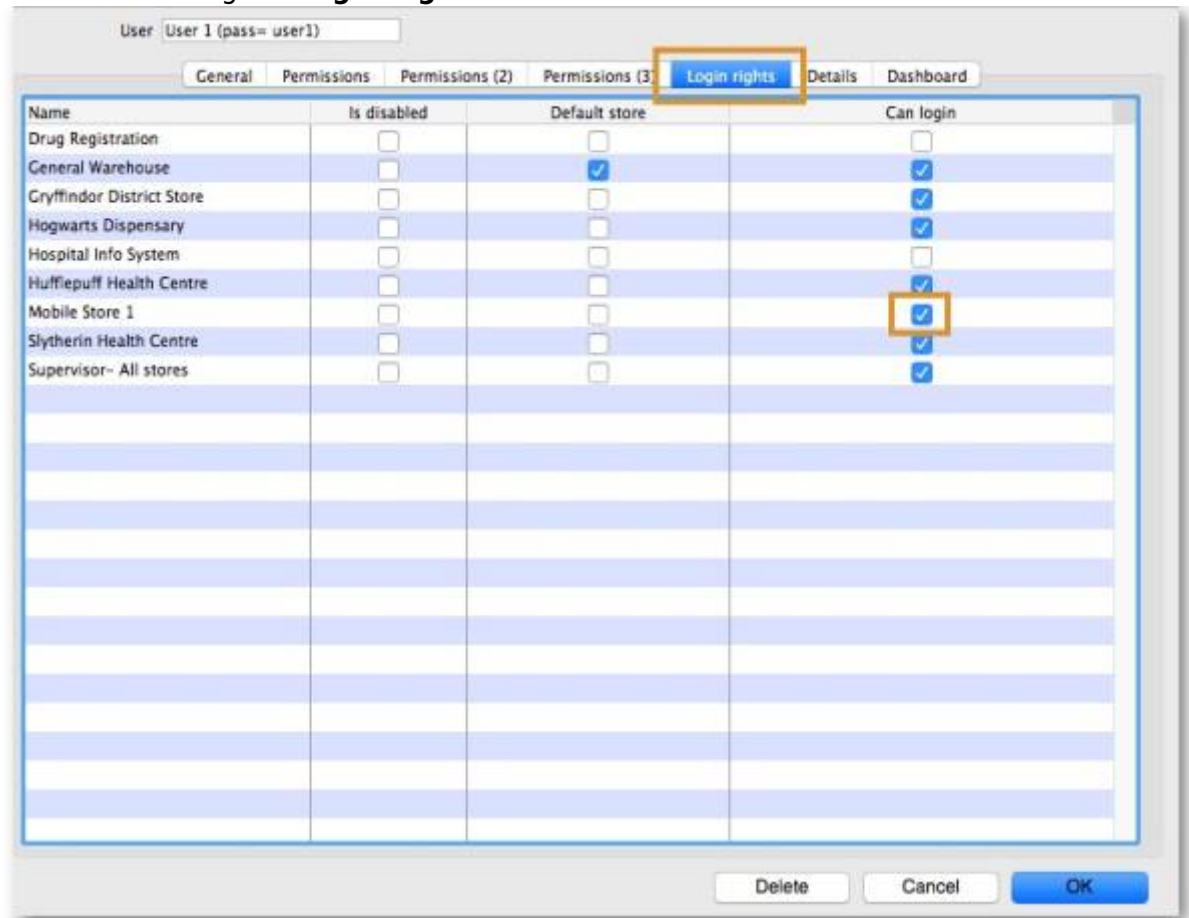 User User 1 (pass= user1)
General Permissions Permissions (2) Permissions (3) Login rights Details Dashboard
Name Is disabled Default store Can login
Drug Registration
General Warehouse
Gryffindor District Store
Hogwarts Dispensary
Hospital Info System
Hufflepuff Health Centre
Mobile Store 1
Slytherin Health Centre
Supervisor- All stores
Delete Cancel OK